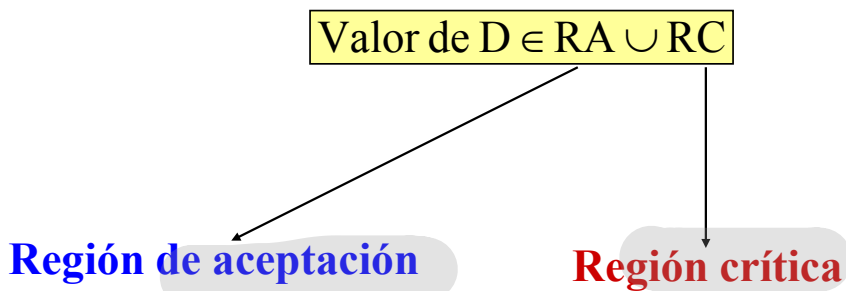 Valor de D ∈ RA ∪ RC
Región de aceptación
Región crítica